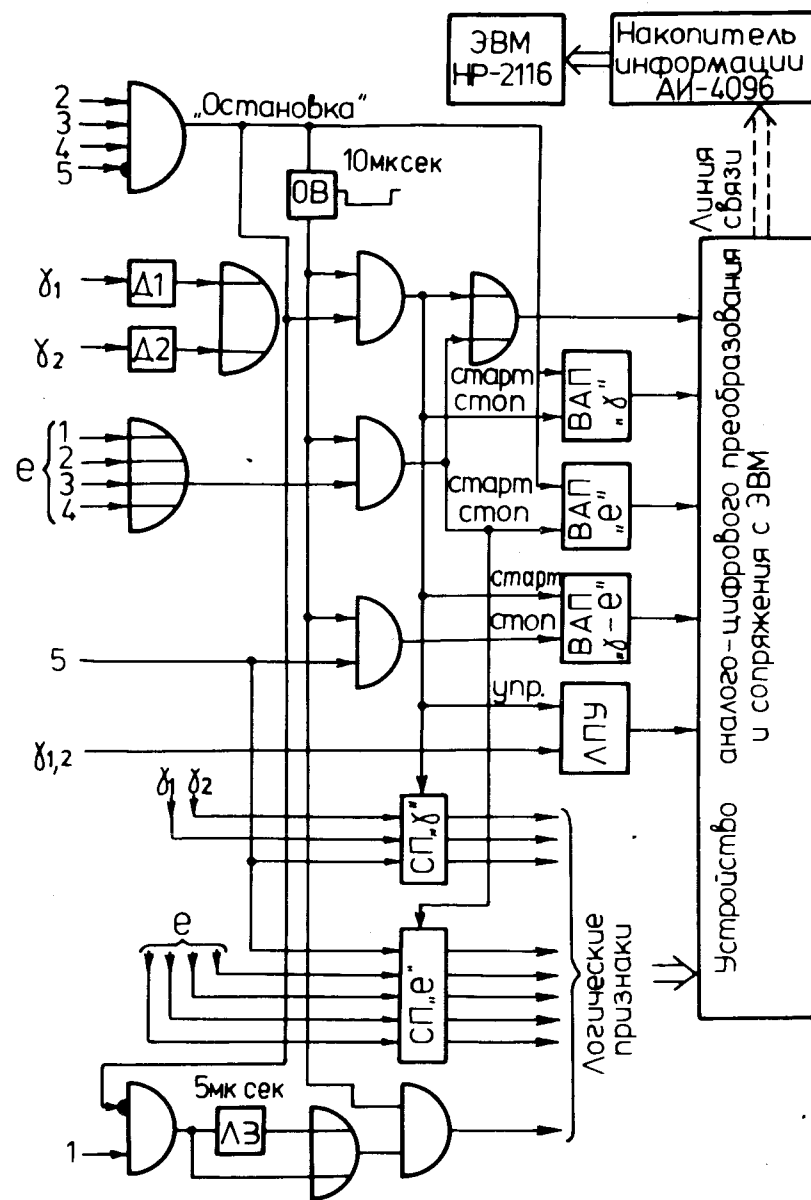 ЭВМ
НР-2116
Накопитель
информации
АИ-4096
Линия
связи
2
3
4
5
„Остановка“
10мксек
ОВ
γ1
Д1
γ2
Д2
е
1
2
3
4
старт
стоп
ВАП
„γ“
старт
стоп
ВАП
„е“
старт
стоп
ВАП
„γ-е“
5
упр.
ЛПУ
γ1,2
γ1 γ2
СП„γ“
е
СП„е“
Логические
признаки
5мк сек
ЛЗ
1
Устройство аналого-цифрового преобразования
и сопряжения с ЭВМ